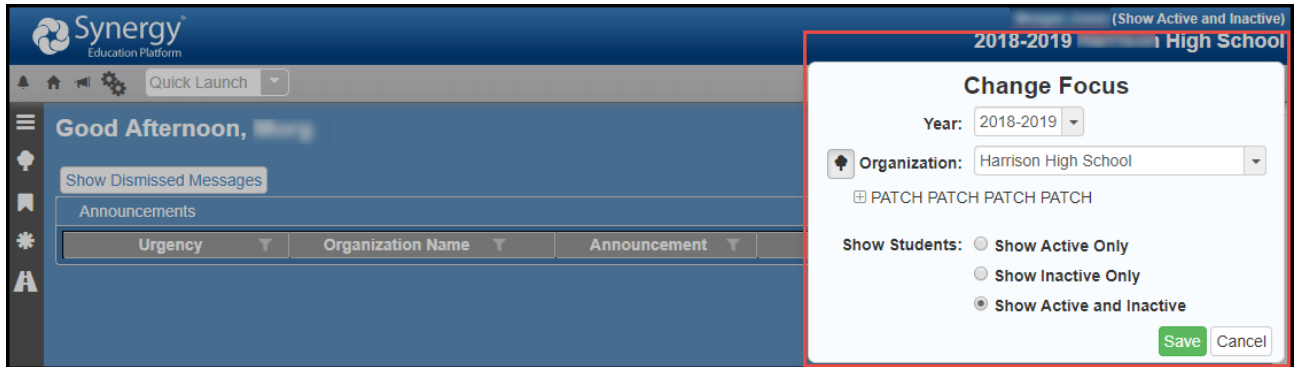 Synergy
Education Platform
(Show Active and Inactive)
2018-2019 High School
Quick Launch
Good Afternoon,
Show Dismissed Messages
Announcements
Urgency Organization Name Announcement
Change Focus
Year: 2018-2019
Organization: Harrison High School
PATCH PATCH PATCH PATCH
Show Students: Show Active Only
Show Inactive Only
Show Active and Inactive
Save Cancel